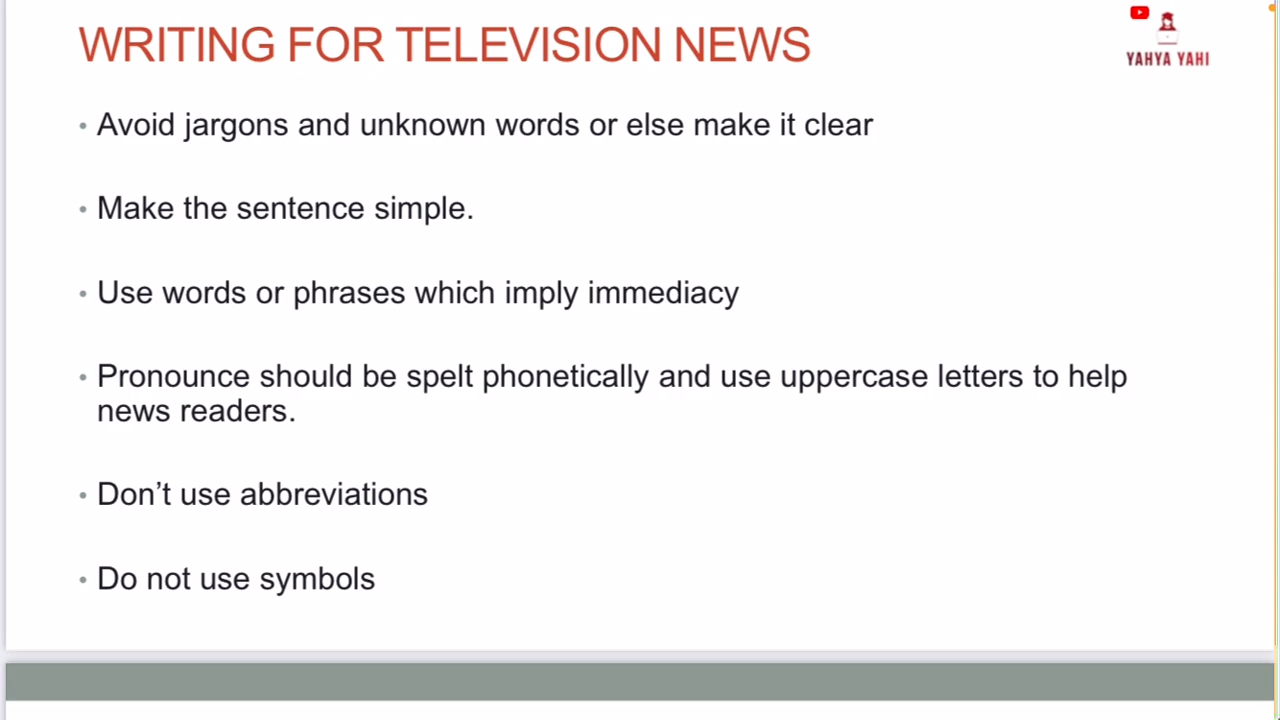 WRITING FOR TELEVISION NEWS
YAHYA YAHI
• Avoid jargons and unknown words or else make it clear
• Make the sentence simple.
• Use words or phrases which imply immediacy
• Pronounce should be spelt phonetically and use uppercase letters to help
news readers.
• Don’t use abbreviations
• Do not use symbols